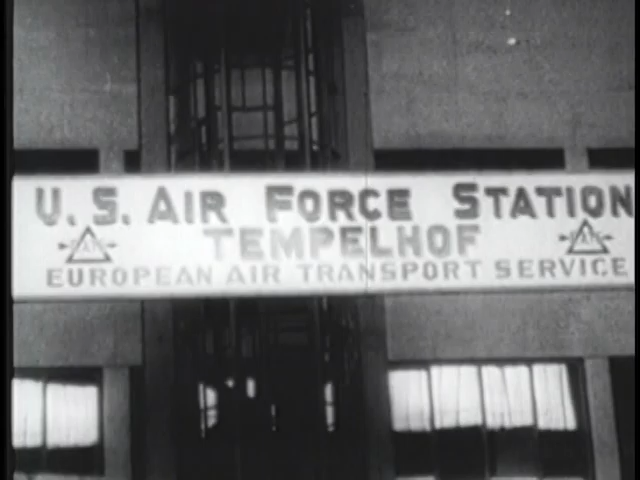 U. S. AIR FORCE STATION
TEMPELHOF
EUROPEAN AIR TRANSPORT SERVICE